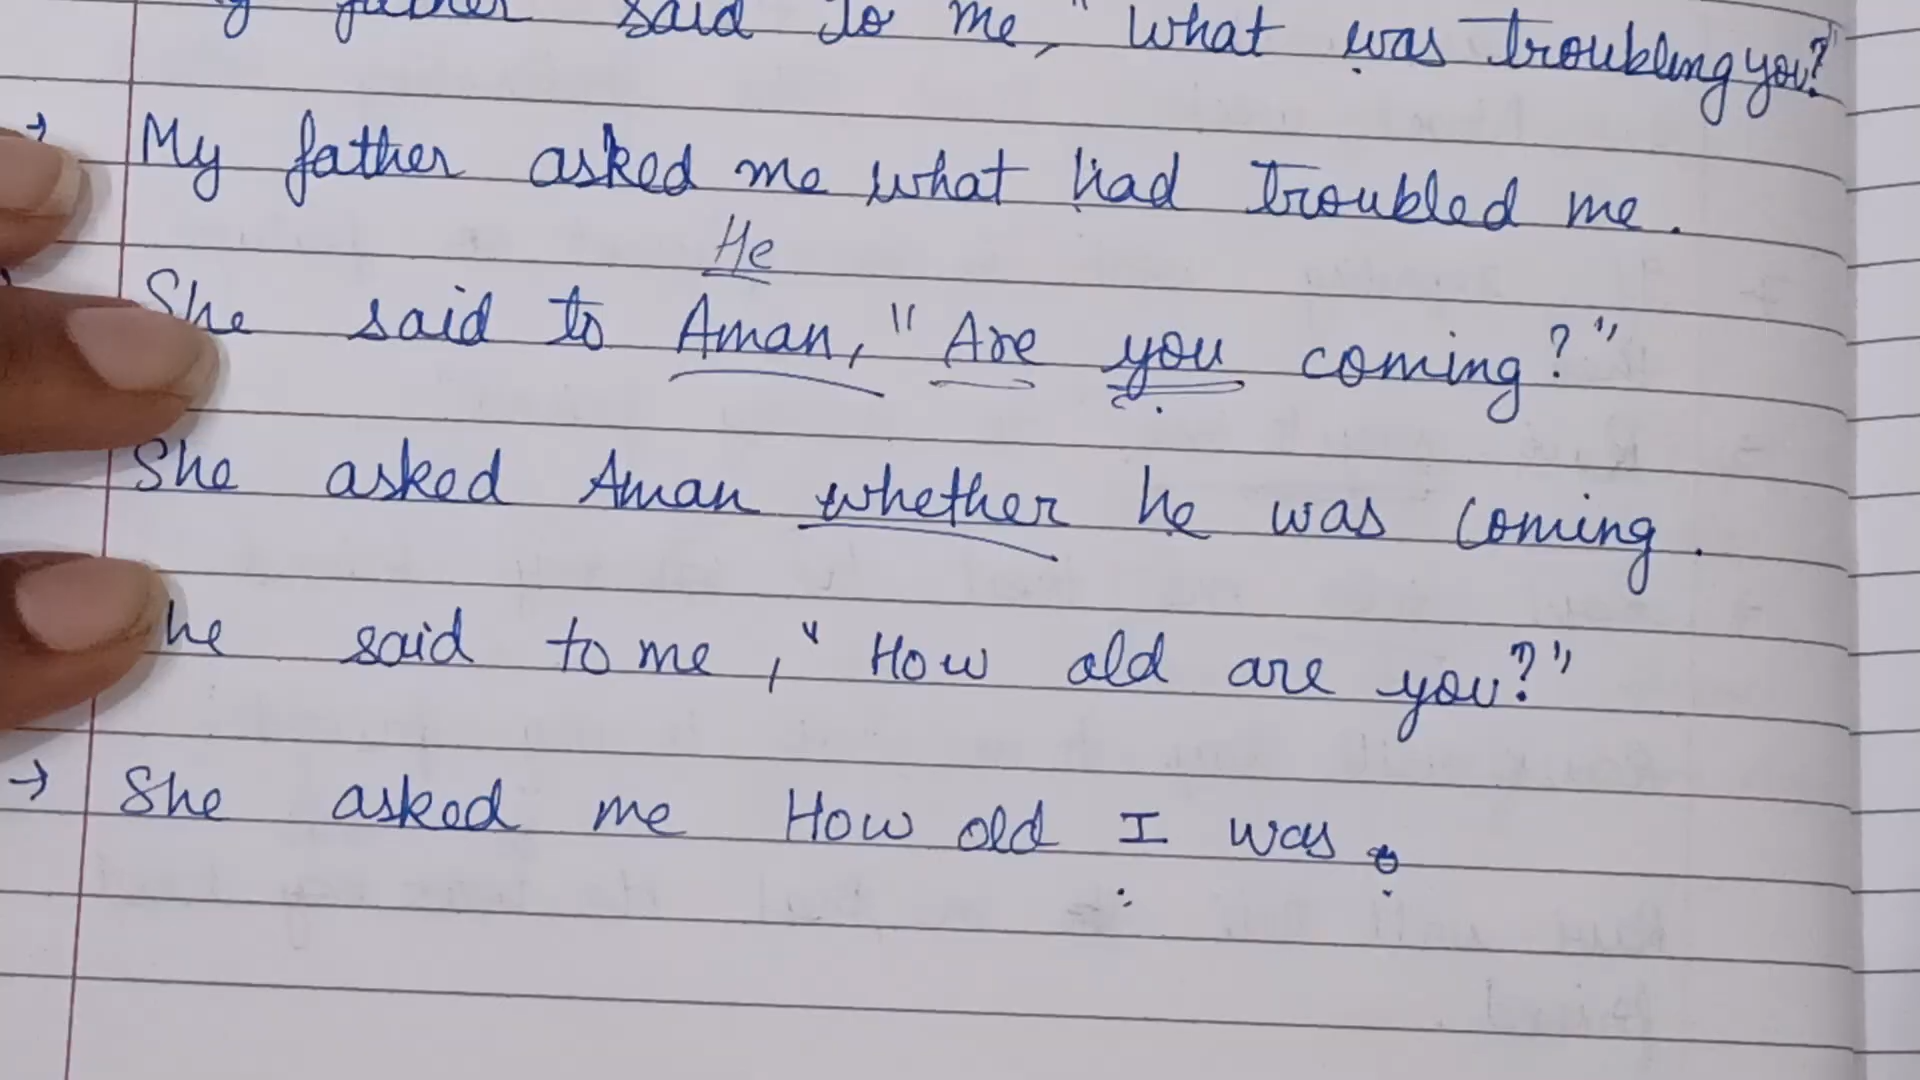 father said to me, "What was troubling you?"
→ My father asked me what had troubled me.
He
She said to Aman, "Are you coming?"
She asked Aman whether he was coming.
he said to me, "How old are you?"
→ She asked me How old I was.